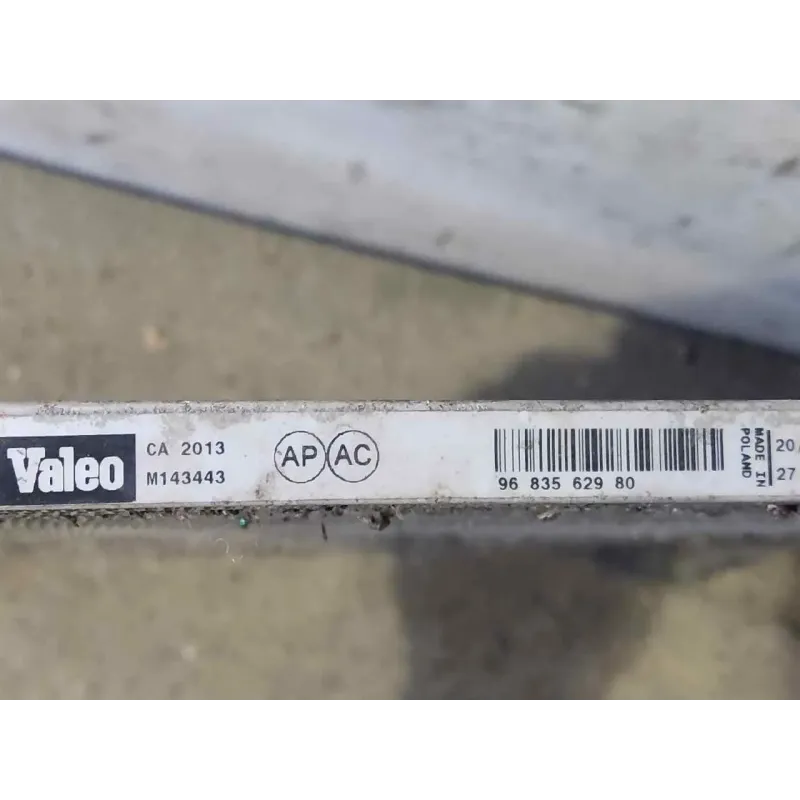 Valeo
CA 2013
M143443
AP AC
96 835 629 80
MADE IN
POLAND
20
27